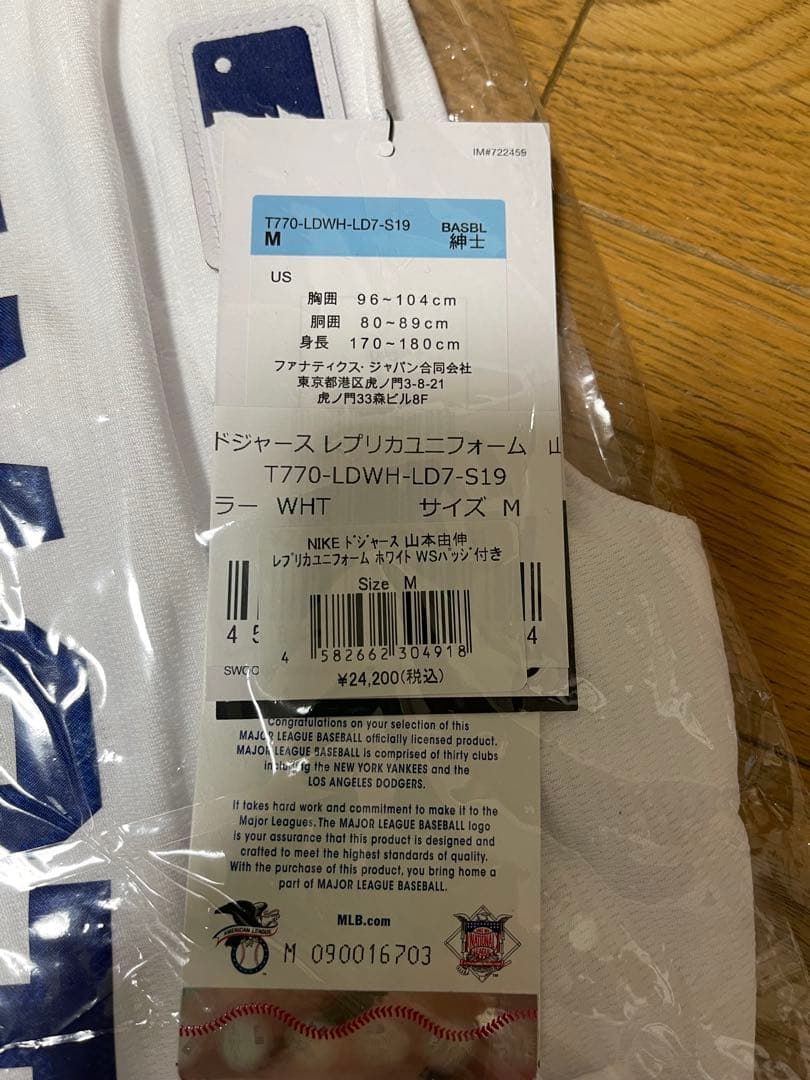 IM#722459
T770-LDWH-LD7-S19 BASBL
M 紳士
US
胸囲 96~104cm
胴囲 80~89cm
身長 170~180cm
ファナティクス・ジャパン合同会社
東京都港区虎ノ門3-8-21
虎ノ門33森ビル8F
ドジャース レプリカユニフォーム 山
T770-LDWH-LD7-S19
ラー WHT サイズ M
NIKE ドジャース 山本由伸
レプリカユニフォーム ホワイト WSバッジ付き
Size M
4 5
4
4 582662 304918
SWOO
¥24,200(税込)
Congratulations on your selection of this
MAJOR LEAGUE BASEBALL officially licensed product.
MAJOR LEAGUE BASEBALL is comprised of thirty clubs
including the NEW YORK YANKEES and the
LOS ANGELES DODGERS.
It takes hard work and commitment to make it to the
Major Leagues. The MAJOR LEAGUE BASEBALL logo
is your assurance that this product is designed and
crafted to meet the highest standards of quality.
With the purchase of this product, you bring home a
part of MAJOR LEAGUE BASEBALL.
MLB.com
AMERICAN LEAGUE
NATIONAL LEAGUE
M 090016703